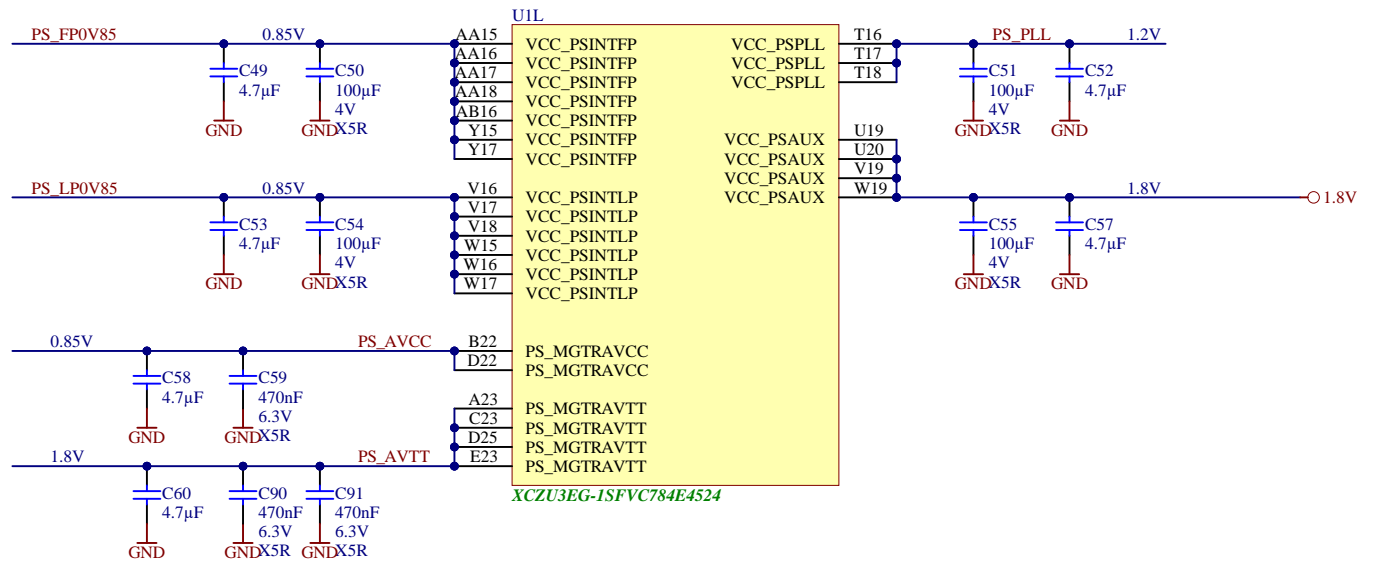 U1L
PS_FP0V85
0.85V
C49
4.7µF
GND
C50
100µF
4V
X5R
GND
AA15 VCC_PSINTFP
AA16 VCC_PSINTFP
AA17 VCC_PSINTFP
AA18 VCC_PSINTFP
AB16 VCC_PSINTFP
Y15 VCC_PSINTFP
Y17 VCC_PSINTFP
VCC_PSPLL T16
VCC_PSPLL T17
VCC_PSPLL T18
PS_PLL
1.2V
C51
100µF
4V
X5R
GND
C52
4.7µF
GND
PS_LP0V85
0.85V
C53
4.7µF
GND
C54
100µF
4V
X5R
GND
V16 VCC_PSINTLP
V17 VCC_PSINTLP
V18 VCC_PSINTLP
W15 VCC_PSINTLP
W16 VCC_PSINTLP
W17 VCC_PSINTLP
VCC_PSAUX U19
VCC_PSAUX U20
VCC_PSAUX V19
VCC_PSAUX W19
1.8V
1.8V
C55
100µF
4V
X5R
GND
C57
4.7µF
GND
0.85V
PS_AVCC
C58
4.7µF
GND
C59
470nF
6.3V
X5R
GND
B22 PS_MGTRAVCC
D22 PS_MGTRAVCC
A23 PS_MGTRAVTT
C23 PS_MGTRAVTT
D25 PS_MGTRAVTT
E23 PS_MGTRAVTT
1.8V
PS_AVTT
C60
4.7µF
GND
C90
470nF
6.3V
X5R
GND
C91
470nF
6.3V
X5R
GND
XCZU3EG-1SFVC784E4524